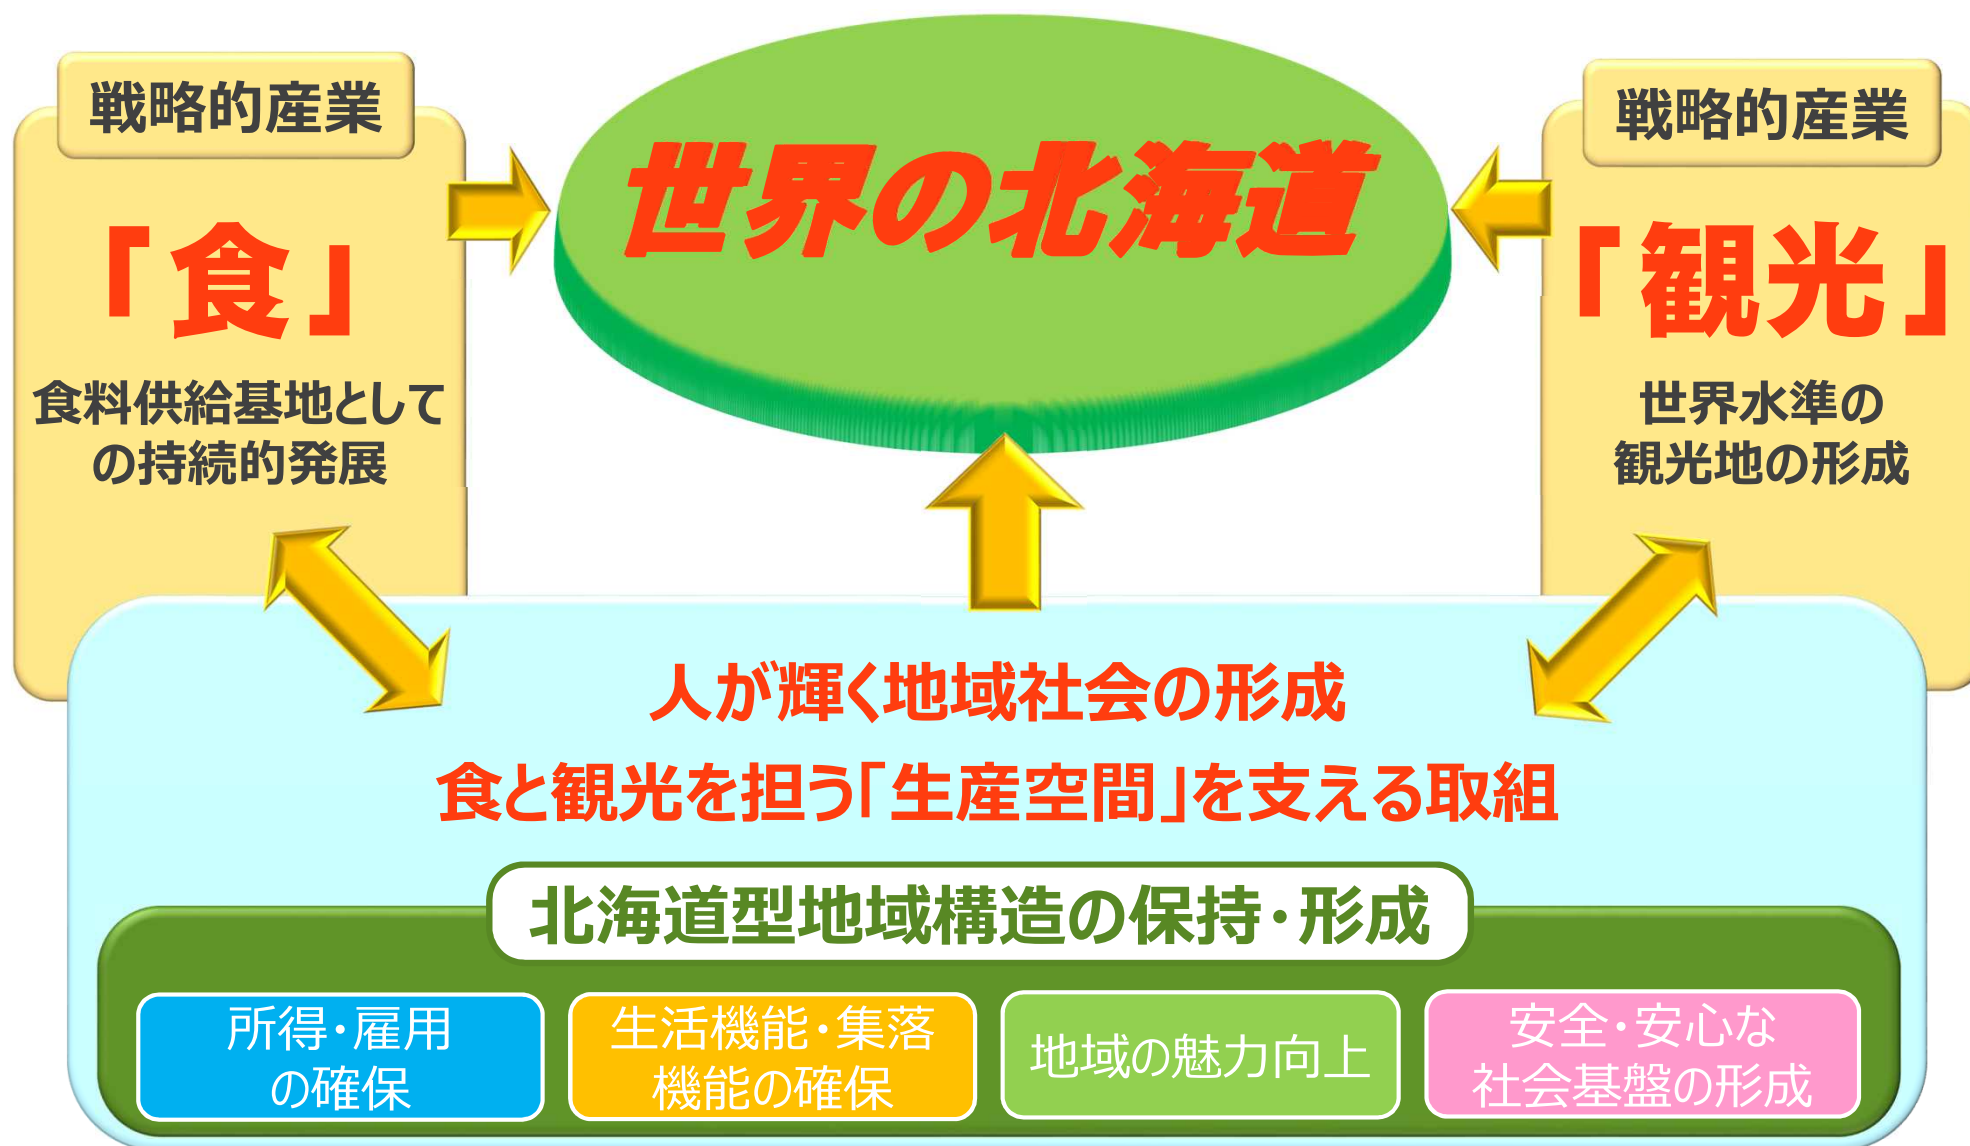 戦略的産業
「食」
食料供給基地として
の持続的発展
世界の北海道
戦略的産業
「観光」
世界水準の
観光地の形成
人が輝く地域社会の形成
食と観光を担う「生産空間」を支える取組
北海道型地域構造の保持・形成
所得・雇用
の確保
生活機能・集落
機能の確保
地域の魅力向上
安全・安心な
社会基盤の形成